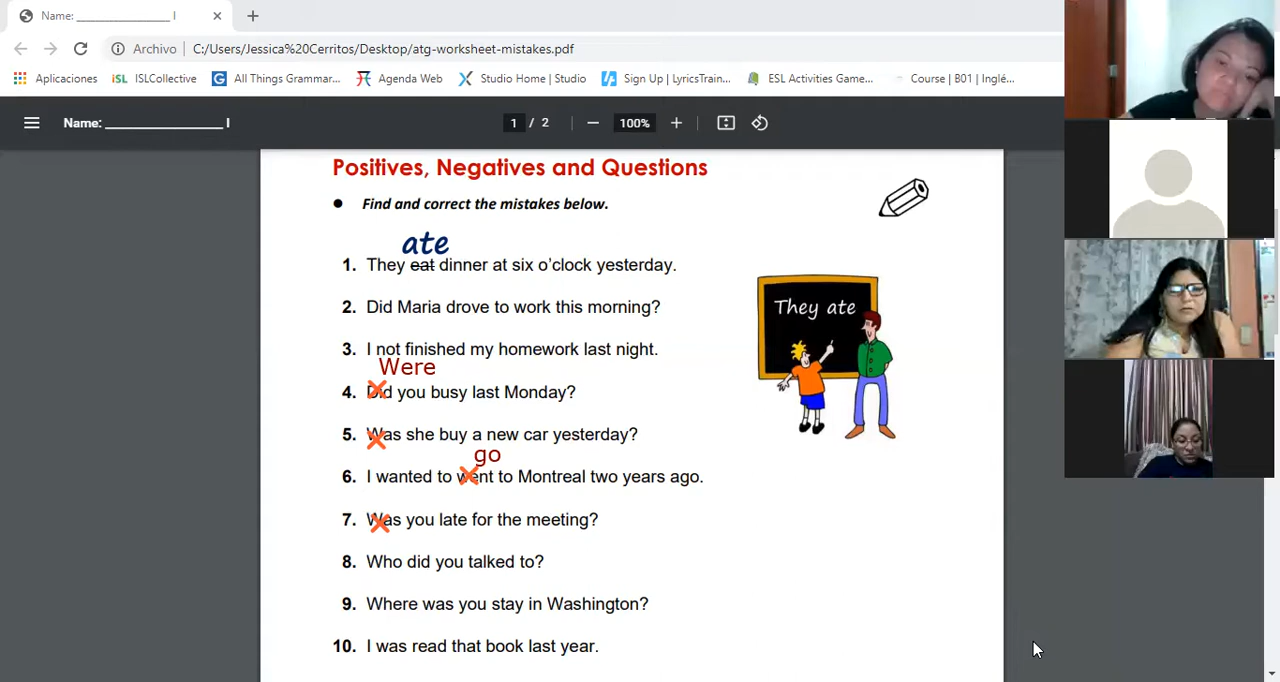 Name: ______________ I
Archivo C:/Users/Jessica%20Cerritos/Desktop/atg-worksheet-mistakes.pdf
Aplicaciones iSL ISLCollective G All Things Grammar... Agenda Web Studio Home | Studio Sign Up | LyricsTrain... ESL Activities Game... Course | B01 | Inglé...
Name: ______________ I 1 / 2 100%
Positives, Negatives and Questions
Find and correct the mistakes below.
ate
1. They eat dinner at six o'clock yesterday.
They ate
2. Did Maria drove to work this morning?
3. I not finished my homework last night.
Were
4. Did you busy last Monday?
5. Was she buy a new car yesterday?
go
6. I wanted to went to Montreal two years ago.
7. Was you late for the meeting?
8. Who did you talked to?
9. Where was you stay in Washington?
10. I was read that book last year.